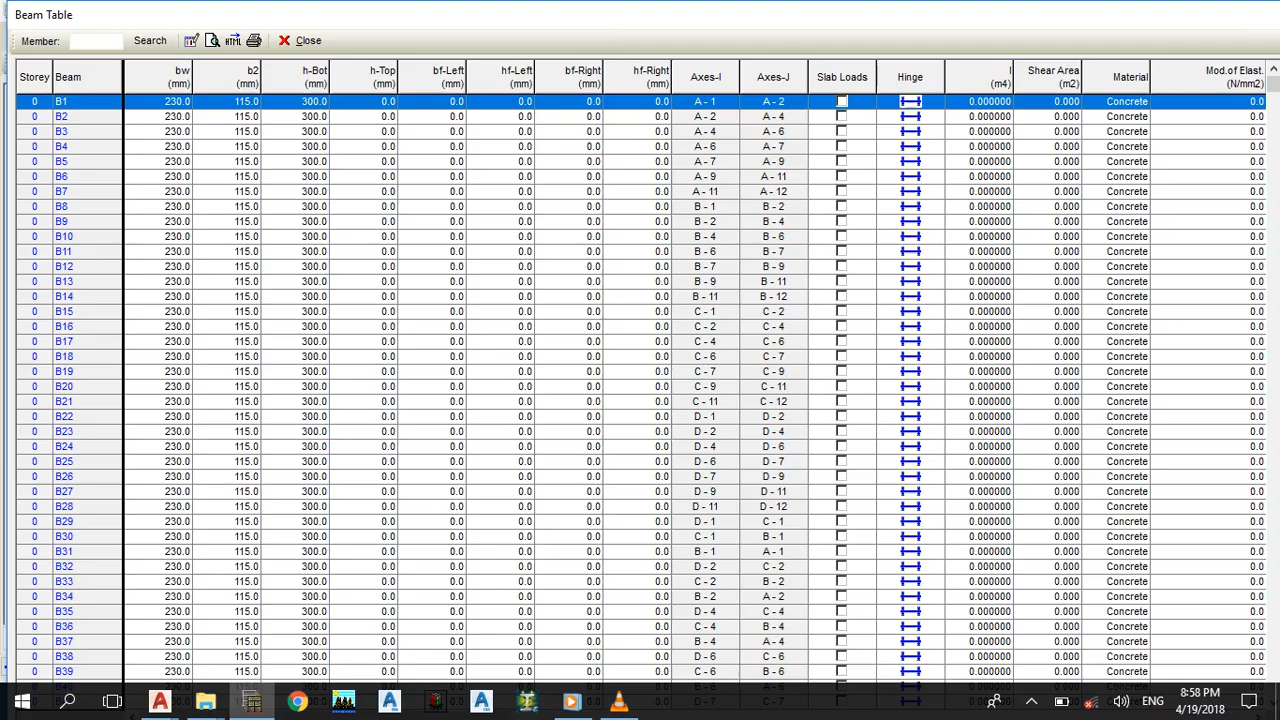 Beam Table
Member: Search HTML Close
Storey Beam bw (mm) b2 (mm) h-Bot (mm) h-Top (mm) bf-Left (mm) hf-Left (mm) bf-Right (mm) hf-Right (mm) Axes-I Axes-J Slab Loads Hinge I (m4) Shear Area (m2) Material Mod.of Elast. (N/mm2)
0 B1 230.0 115.0 300.0 0.0 0.0 0.0 0.0 0.0 A - 1 A - 2 0.000000 0.000 Concrete 0.0
0 B2 230.0 115.0 300.0 0.0 0.0 0.0 0.0 0.0 A - 2 A - 4 0.000000 0.000 Concrete 0.0
0 B3 230.0 115.0 300.0 0.0 0.0 0.0 0.0 0.0 A - 4 A - 6 0.000000 0.000 Concrete 0.0
0 B4 230.0 115.0 300.0 0.0 0.0 0.0 0.0 0.0 A - 6 A - 7 0.000000 0.000 Concrete 0.0
0 B5 230.0 115.0 300.0 0.0 0.0 0.0 0.0 0.0 A - 7 A - 9 0.000000 0.000 Concrete 0.0
0 B6 230.0 115.0 300.0 0.0 0.0 0.0 0.0 0.0 A - 9 A - 11 0.000000 0.000 Concrete 0.0
0 B7 230.0 115.0 300.0 0.0 0.0 0.0 0.0 0.0 A - 11 A - 12 0.000000 0.000 Concrete 0.0
0 B8 230.0 115.0 300.0 0.0 0.0 0.0 0.0 0.0 B - 1 B - 2 0.000000 0.000 Concrete 0.0
0 B9 230.0 115.0 300.0 0.0 0.0 0.0 0.0 0.0 B - 2 B - 4 0.000000 0.000 Concrete 0.0
0 B10 230.0 115.0 300.0 0.0 0.0 0.0 0.0 0.0 B - 4 B - 6 0.000000 0.000 Concrete 0.0
0 B11 230.0 115.0 300.0 0.0 0.0 0.0 0.0 0.0 B - 6 B - 7 0.000000 0.000 Concrete 0.0
0 B12 230.0 115.0 300.0 0.0 0.0 0.0 0.0 0.0 B - 7 B - 9 0.000000 0.000 Concrete 0.0
0 B13 230.0 115.0 300.0 0.0 0.0 0.0 0.0 0.0 B - 9 B - 11 0.000000 0.000 Concrete 0.0
0 B14 230.0 115.0 300.0 0.0 0.0 0.0 0.0 0.0 B - 11 B - 12 0.000000 0.000 Concrete 0.0
0 B15 230.0 115.0 300.0 0.0 0.0 0.0 0.0 0.0 C - 1 C - 2 0.000000 0.000 Concrete 0.0
0 B16 230.0 115.0 300.0 0.0 0.0 0.0 0.0 0.0 C - 2 C - 4 0.000000 0.000 Concrete 0.0
0 B17 230.0 115.0 300.0 0.0 0.0 0.0 0.0 0.0 C - 4 C - 6 0.000000 0.000 Concrete 0.0
0 B18 230.0 115.0 300.0 0.0 0.0 0.0 0.0 0.0 C - 6 C - 7 0.000000 0.000 Concrete 0.0
0 B19 230.0 115.0 300.0 0.0 0.0 0.0 0.0 0.0 C - 7 C - 9 0.000000 0.000 Concrete 0.0
0 B20 230.0 115.0 300.0 0.0 0.0 0.0 0.0 0.0 C - 9 C - 11 0.000000 0.000 Concrete 0.0
0 B21 230.0 115.0 300.0 0.0 0.0 0.0 0.0 0.0 C - 11 C - 12 0.000000 0.000 Concrete 0.0
0 B22 230.0 115.0 300.0 0.0 0.0 0.0 0.0 0.0 D - 1 D - 2 0.000000 0.000 Concrete 0.0
0 B23 230.0 115.0 300.0 0.0 0.0 0.0 0.0 0.0 D - 2 D - 4 0.000000 0.000 Concrete 0.0
0 B24 230.0 115.0 300.0 0.0 0.0 0.0 0.0 0.0 D - 4 D - 6 0.000000 0.000 Concrete 0.0
0 B25 230.0 115.0 300.0 0.0 0.0 0.0 0.0 0.0 D - 6 D - 7 0.000000 0.000 Concrete 0.0
0 B26 230.0 115.0 300.0 0.0 0.0 0.0 0.0 0.0 D - 7 D - 9 0.000000 0.000 Concrete 0.0
0 B27 230.0 115.0 300.0 0.0 0.0 0.0 0.0 0.0 D - 9 D - 11 0.000000 0.000 Concrete 0.0
0 B28 230.0 115.0 300.0 0.0 0.0 0.0 0.0 0.0 D - 11 D - 12 0.000000 0.000 Concrete 0.0
0 B29 230.0 115.0 300.0 0.0 0.0 0.0 0.0 0.0 D - 1 C - 1 0.000000 0.000 Concrete 0.0
0 B30 230.0 115.0 300.0 0.0 0.0 0.0 0.0 0.0 C - 1 B - 1 0.000000 0.000 Concrete 0.0
0 B31 230.0 115.0 300.0 0.0 0.0 0.0 0.0 0.0 B - 1 A - 1 0.000000 0.000 Concrete 0.0
0 B32 230.0 115.0 300.0 0.0 0.0 0.0 0.0 0.0 D - 2 C - 2 0.000000 0.000 Concrete 0.0
0 B33 230.0 115.0 300.0 0.0 0.0 0.0 0.0 0.0 C - 2 B - 2 0.000000 0.000 Concrete 0.0
0 B34 230.0 115.0 300.0 0.0 0.0 0.0 0.0 0.0 B - 2 A - 2 0.000000 0.000 Concrete 0.0
0 B35 230.0 115.0 300.0 0.0 0.0 0.0 0.0 0.0 D - 4 C - 4 0.000000 0.000 Concrete 0.0
0 B36 230.0 115.0 300.0 0.0 0.0 0.0 0.0 0.0 C - 4 B - 4 0.000000 0.000 Concrete 0.0
0 B37 230.0 115.0 300.0 0.0 0.0 0.0 0.0 0.0 B - 4 A - 4 0.000000 0.000 Concrete 0.0
0 B38 230.0 115.0 300.0 0.0 0.0 0.0 0.0 0.0 D - 6 C - 6 0.000000 0.000 Concrete 0.0
0 B39 230.0 115.0 300.0 0.0 0.0 0.0 0.0 0.0 C - 6 B - 6 0.000000 0.000 Concrete 0.0
ENG 8:58 PM
4/19/2018